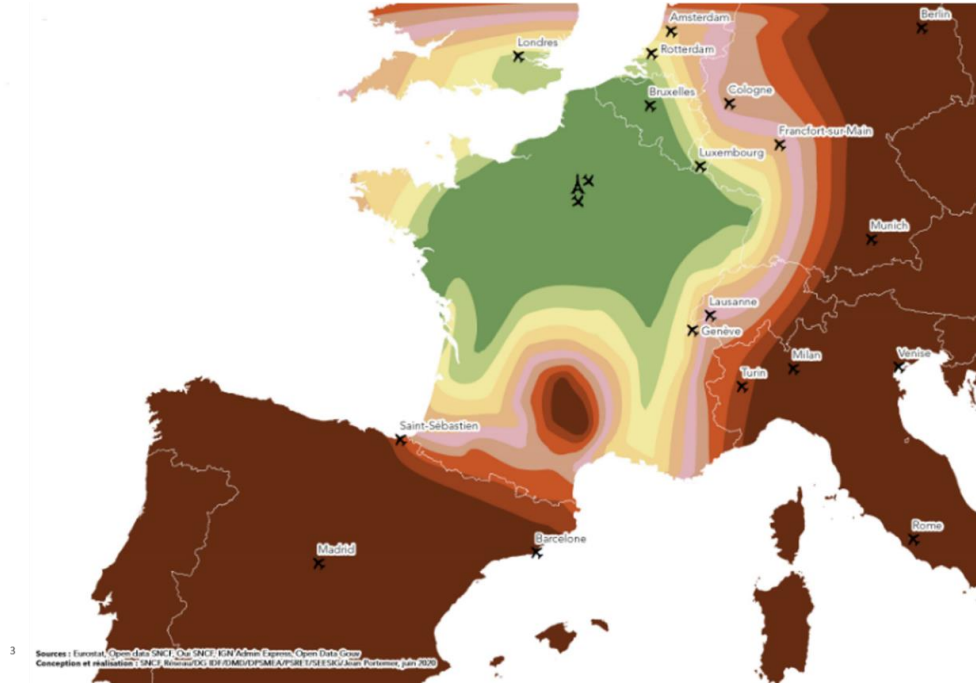 Amsterdam
Berlin
Londres
Rotterdam
Bruxelles
Cologne
Francfort-sur-Main
Luxembourg
Munich
Lausanne
Genève
Milan
Venise
Turin
Saint-Sébastien
Rome
Barcelone
Madrid
3
Sources : Eurostat, Open data SNCF, Oui SNCF, IGN Admin Express, Open Data Gouv
Conception et réalisation : SNCF Réseau/DG IDF/DMD/DPSMEA/PSRET/SEESIG/Jean Portemer, juin 2020